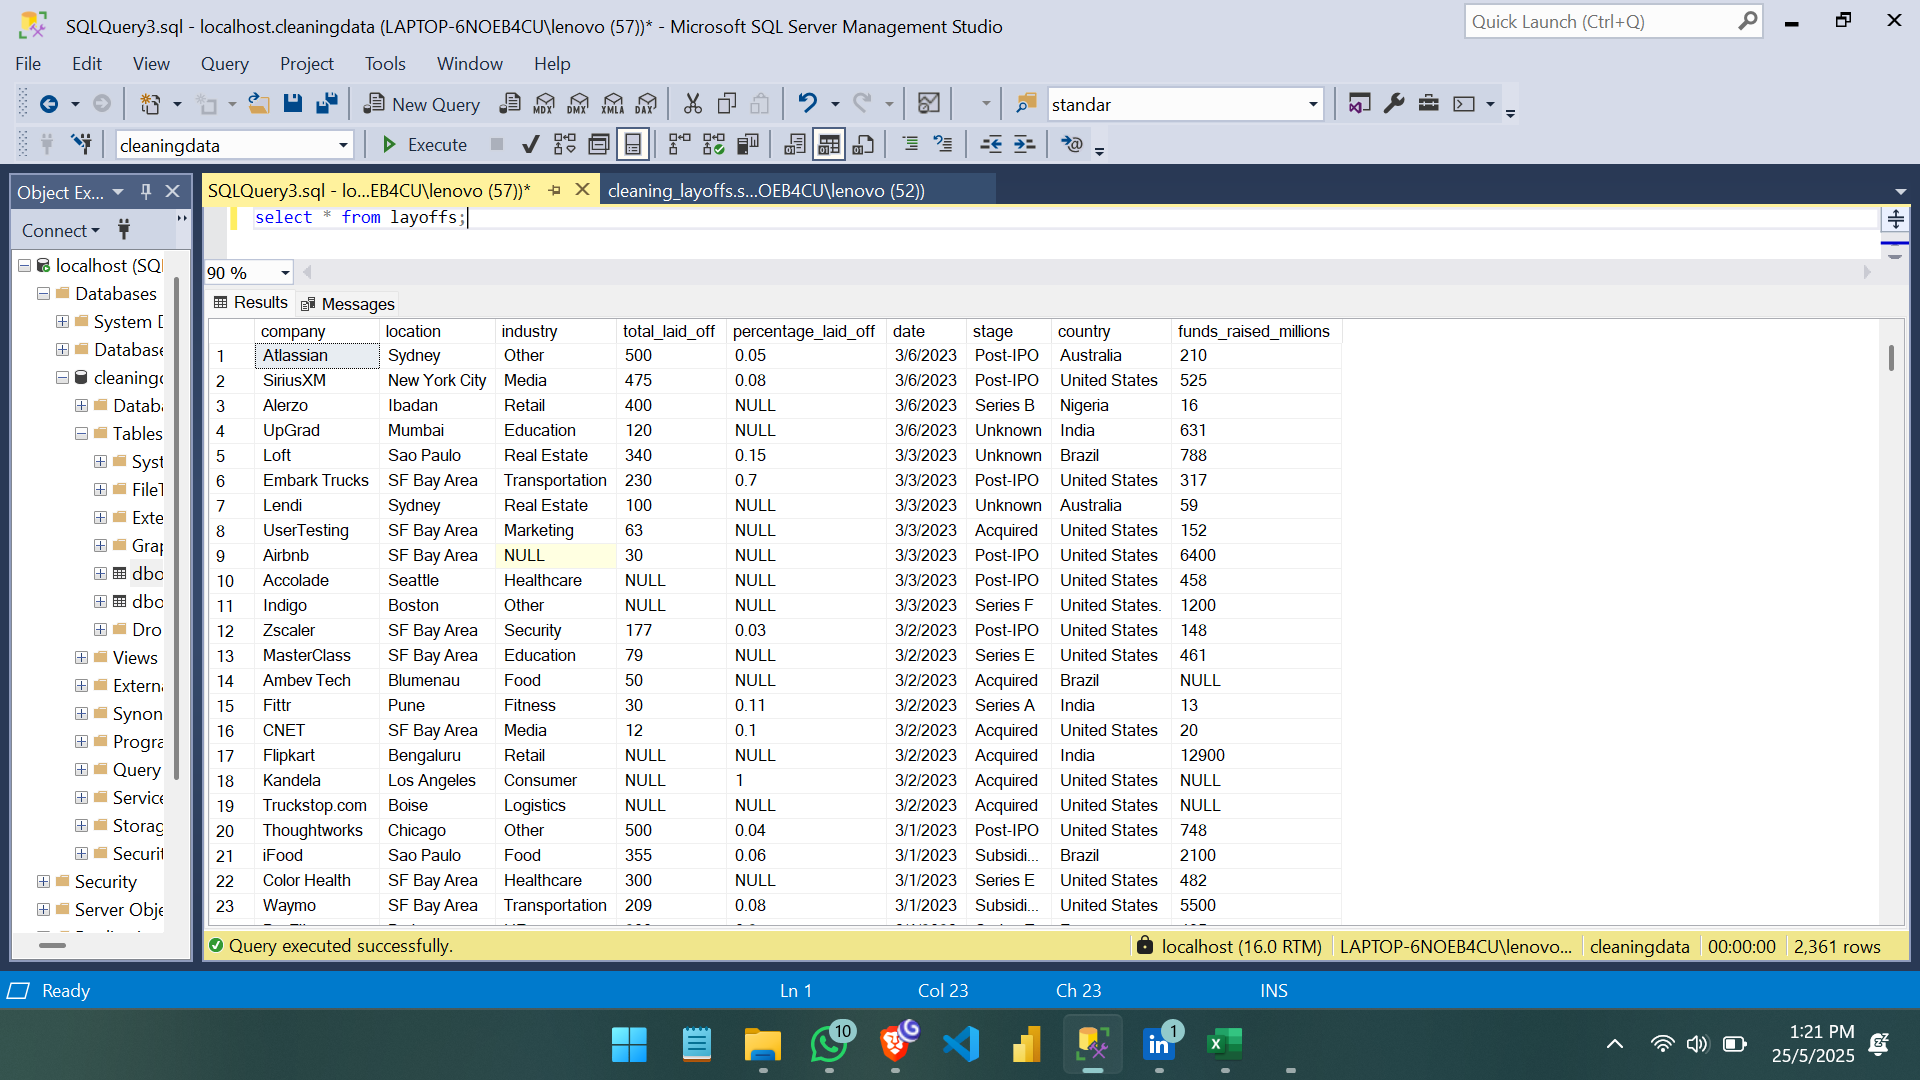 SQLQuery3.sql - localhost.cleaningdata (LAPTOP-6NOEB4CU\lenovo (57))* - Microsoft SQL Server Management Studio
Quick Launch (Ctrl+Q)
File Edit View Query Project Tools Window Help
New Query MDX DMX XMLA DAX standar
cleaningdata Execute
Object Ex...
SQLQuery3.sql - lo...EB4CU\lenovo (57))* cleaning_layoffs.s...OEB4CU\lenovo (52))
Connect
select * from layoffs;
90 %
Results Messages
localhost (SQ
Databases
System D
Database
cleaningd
Datab
Tables
Syst
File
Exte
Grap
dbo
dbo
Dro
Views
Extern
Synon
Progra
Query
Service
Storag
Securit
Security
Server Obje
company location industry total_laid_off percentage_laid_off date stage country funds_raised_millions
1 Atlassian Sydney Other 500 0.05 3/6/2023 Post-IPO Australia 210
2 SiriusXM New York City Media 475 0.08 3/6/2023 Post-IPO United States 525
3 Alerzo Ibadan Retail 400 NULL 3/6/2023 Series B Nigeria 16
4 UpGrad Mumbai Education 120 NULL 3/6/2023 Unknown India 631
5 Loft Sao Paulo Real Estate 340 0.15 3/3/2023 Unknown Brazil 788
6 Embark Trucks SF Bay Area Transportation 230 0.7 3/3/2023 Post-IPO United States 317
7 Lendi Sydney Real Estate 100 NULL 3/3/2023 Unknown Australia 59
8 UserTesting SF Bay Area Marketing 63 NULL 3/3/2023 Acquired United States 152
9 Airbnb SF Bay Area NULL 30 NULL 3/3/2023 Post-IPO United States 6400
10 Accolade Seattle Healthcare NULL NULL 3/3/2023 Post-IPO United States 458
11 Indigo Boston Other NULL NULL 3/3/2023 Series F United States. 1200
12 Zscaler SF Bay Area Security 177 0.03 3/2/2023 Post-IPO United States 148
13 MasterClass SF Bay Area Education 79 NULL 3/2/2023 Series E United States 461
14 Ambev Tech Blumenau Food 50 NULL 3/2/2023 Acquired Brazil NULL
15 Fittr Pune Fitness 30 0.11 3/2/2023 Series A India 13
16 CNET SF Bay Area Media 12 0.1 3/2/2023 Acquired United States 20
17 Flipkart Bengaluru Retail NULL NULL 3/2/2023 Acquired India 12900
18 Kandela Los Angeles Consumer NULL 1 3/2/2023 Acquired United States NULL
19 Truckstop.com Boise Logistics NULL NULL 3/2/2023 Acquired United States NULL
20 Thoughtworks Chicago Other 500 0.04 3/1/2023 Post-IPO United States 748
21 iFood Sao Paulo Food 355 0.06 3/1/2023 Subsidi... Brazil 2100
22 Color Health SF Bay Area Healthcare 300 NULL 3/1/2023 Series E United States 482
23 Waymo SF Bay Area Transportation 209 0.08 3/1/2023 Subsidi... United States 5500
Query executed successfully. localhost (16.0 RTM) LAPTOP-6NOEB4CU\lenovo... cleaningdata 00:00:00 2,361 rows
Ready Ln 1 Col 23 Ch 23 INS
10 1
1:21 PM
25/5/2025